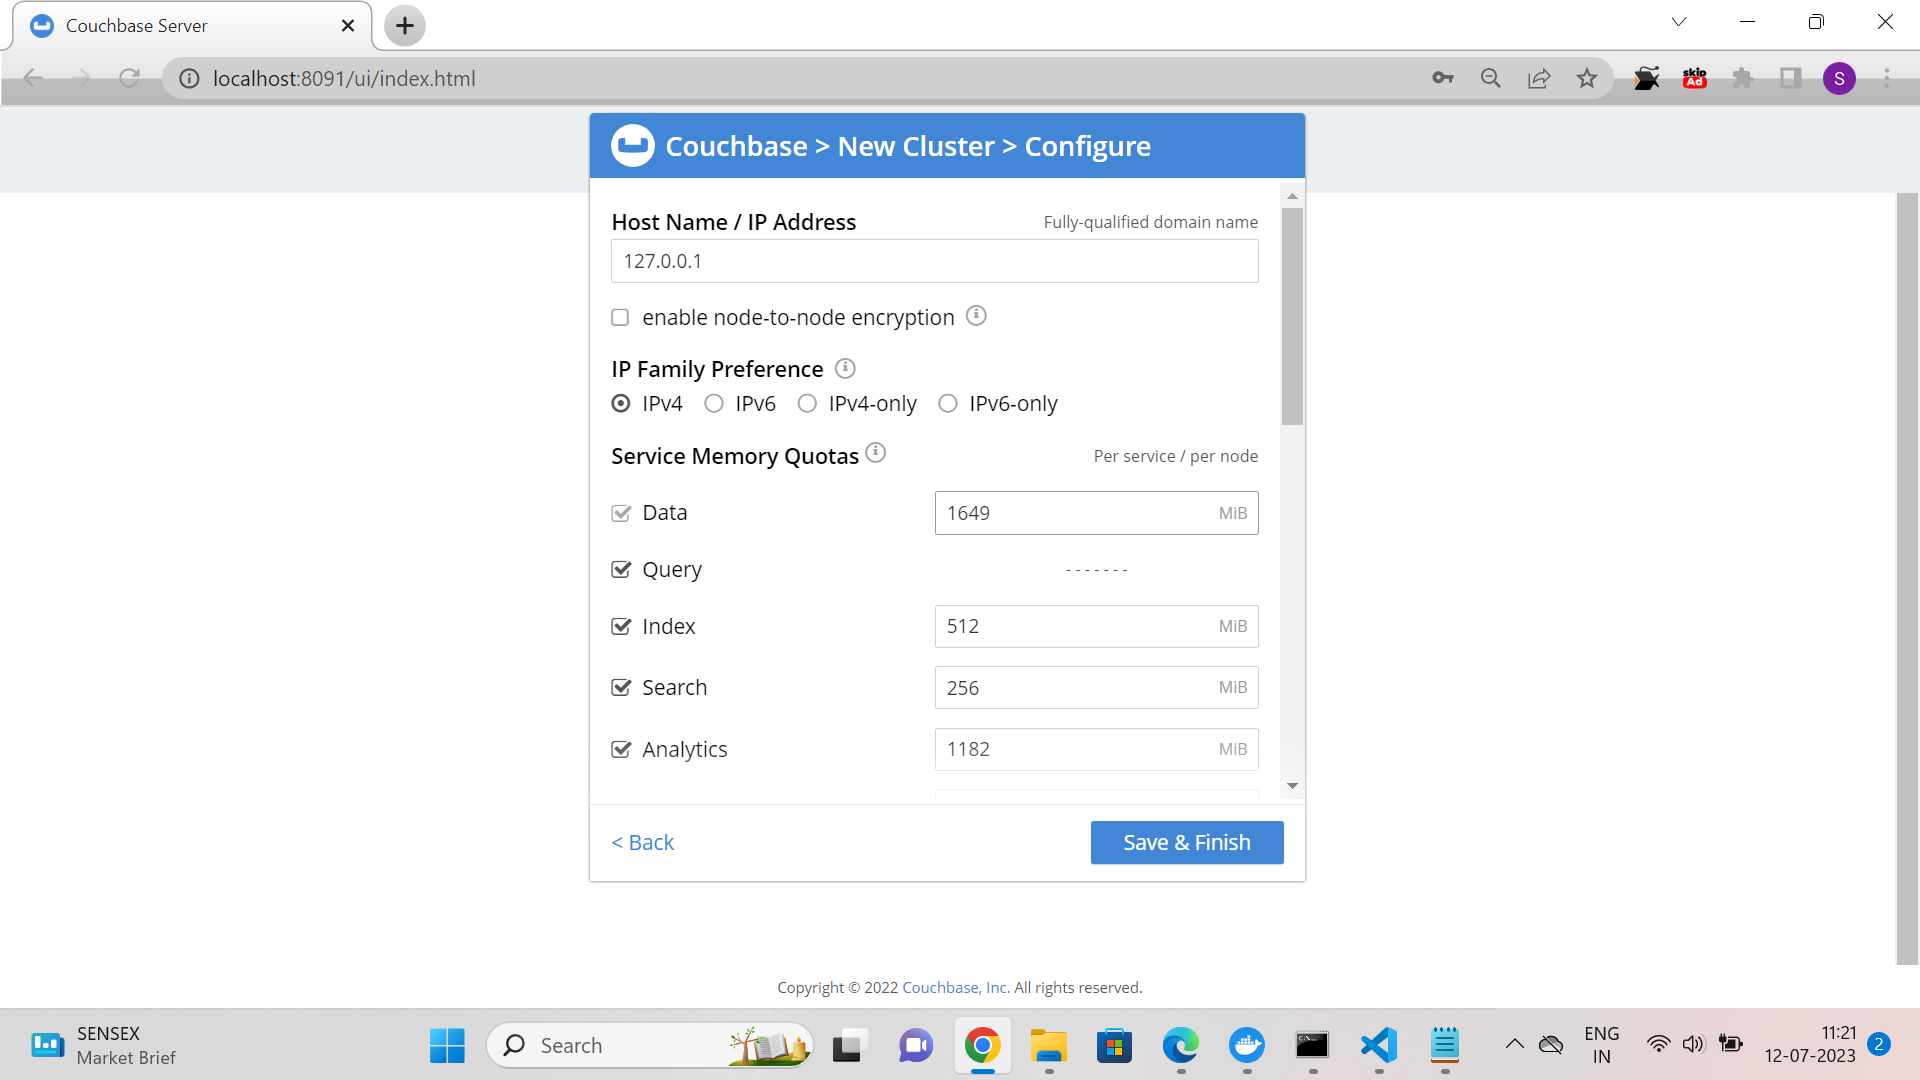 Couchbase Server
localhost:8091/ui/index.html
skip
Ad
S
Couchbase > New Cluster > Configure
Host Name / IP Address
Fully-qualified domain name
127.0.0.1
enable node-to-node encryption
IP Family Preference
IPv4 IPv6 IPv4-only IPv6-only
Service Memory Quotas
Per service / per node
Data 1649 MiB
Query -------
Index 512 MiB
Search 256 MiB
Analytics 1182 MiB
< Back
Save & Finish
Copyright © 2022 Couchbase, Inc. All rights reserved.
SENSEX
Market Brief
Search
ENG
IN
11:21
12-07-2023
2